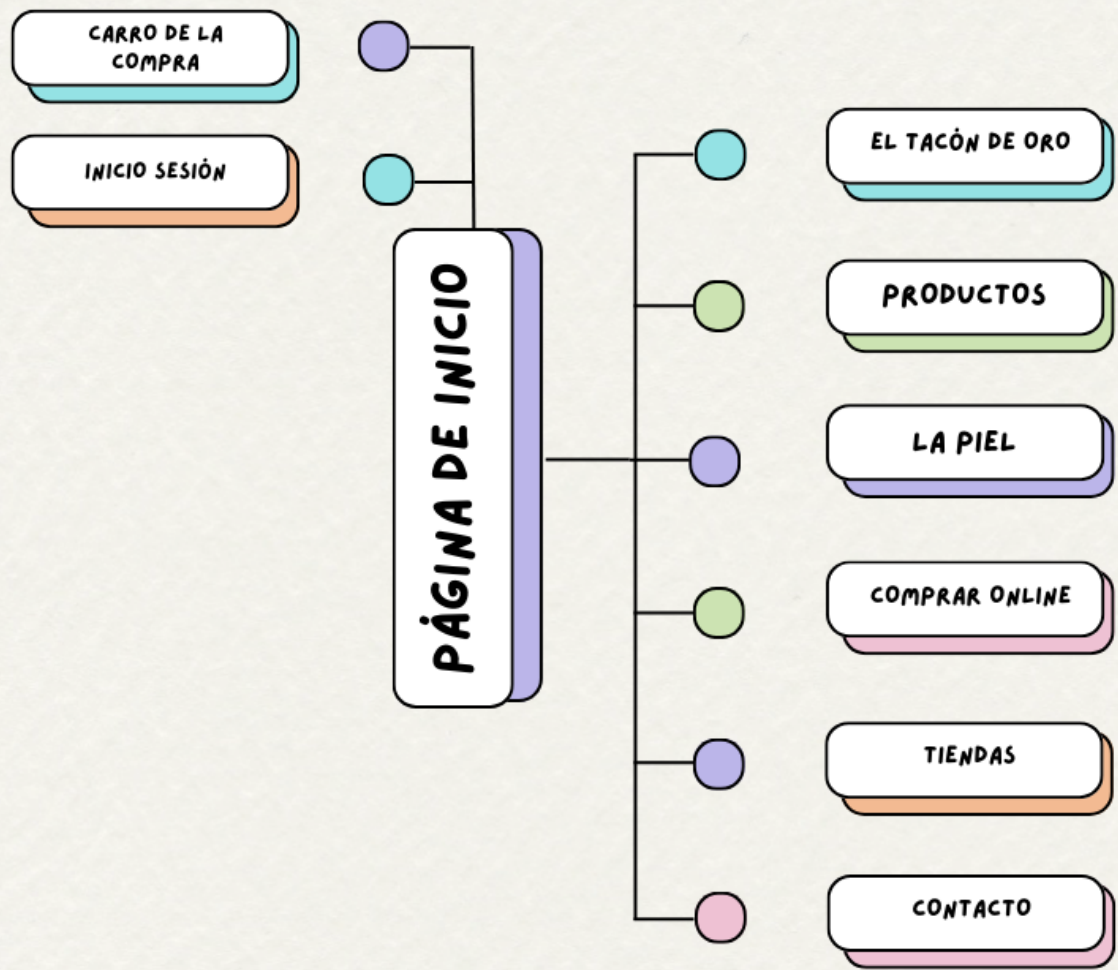 CARRO DE LA
COMPRA
INICIO SESIÓN
PÁGINA DE INICIO
EL TACÓN DE ORO
PRODUCTOS
LA PIEL
COMPRAR ONLINE
TIENDAS
CONTACTO